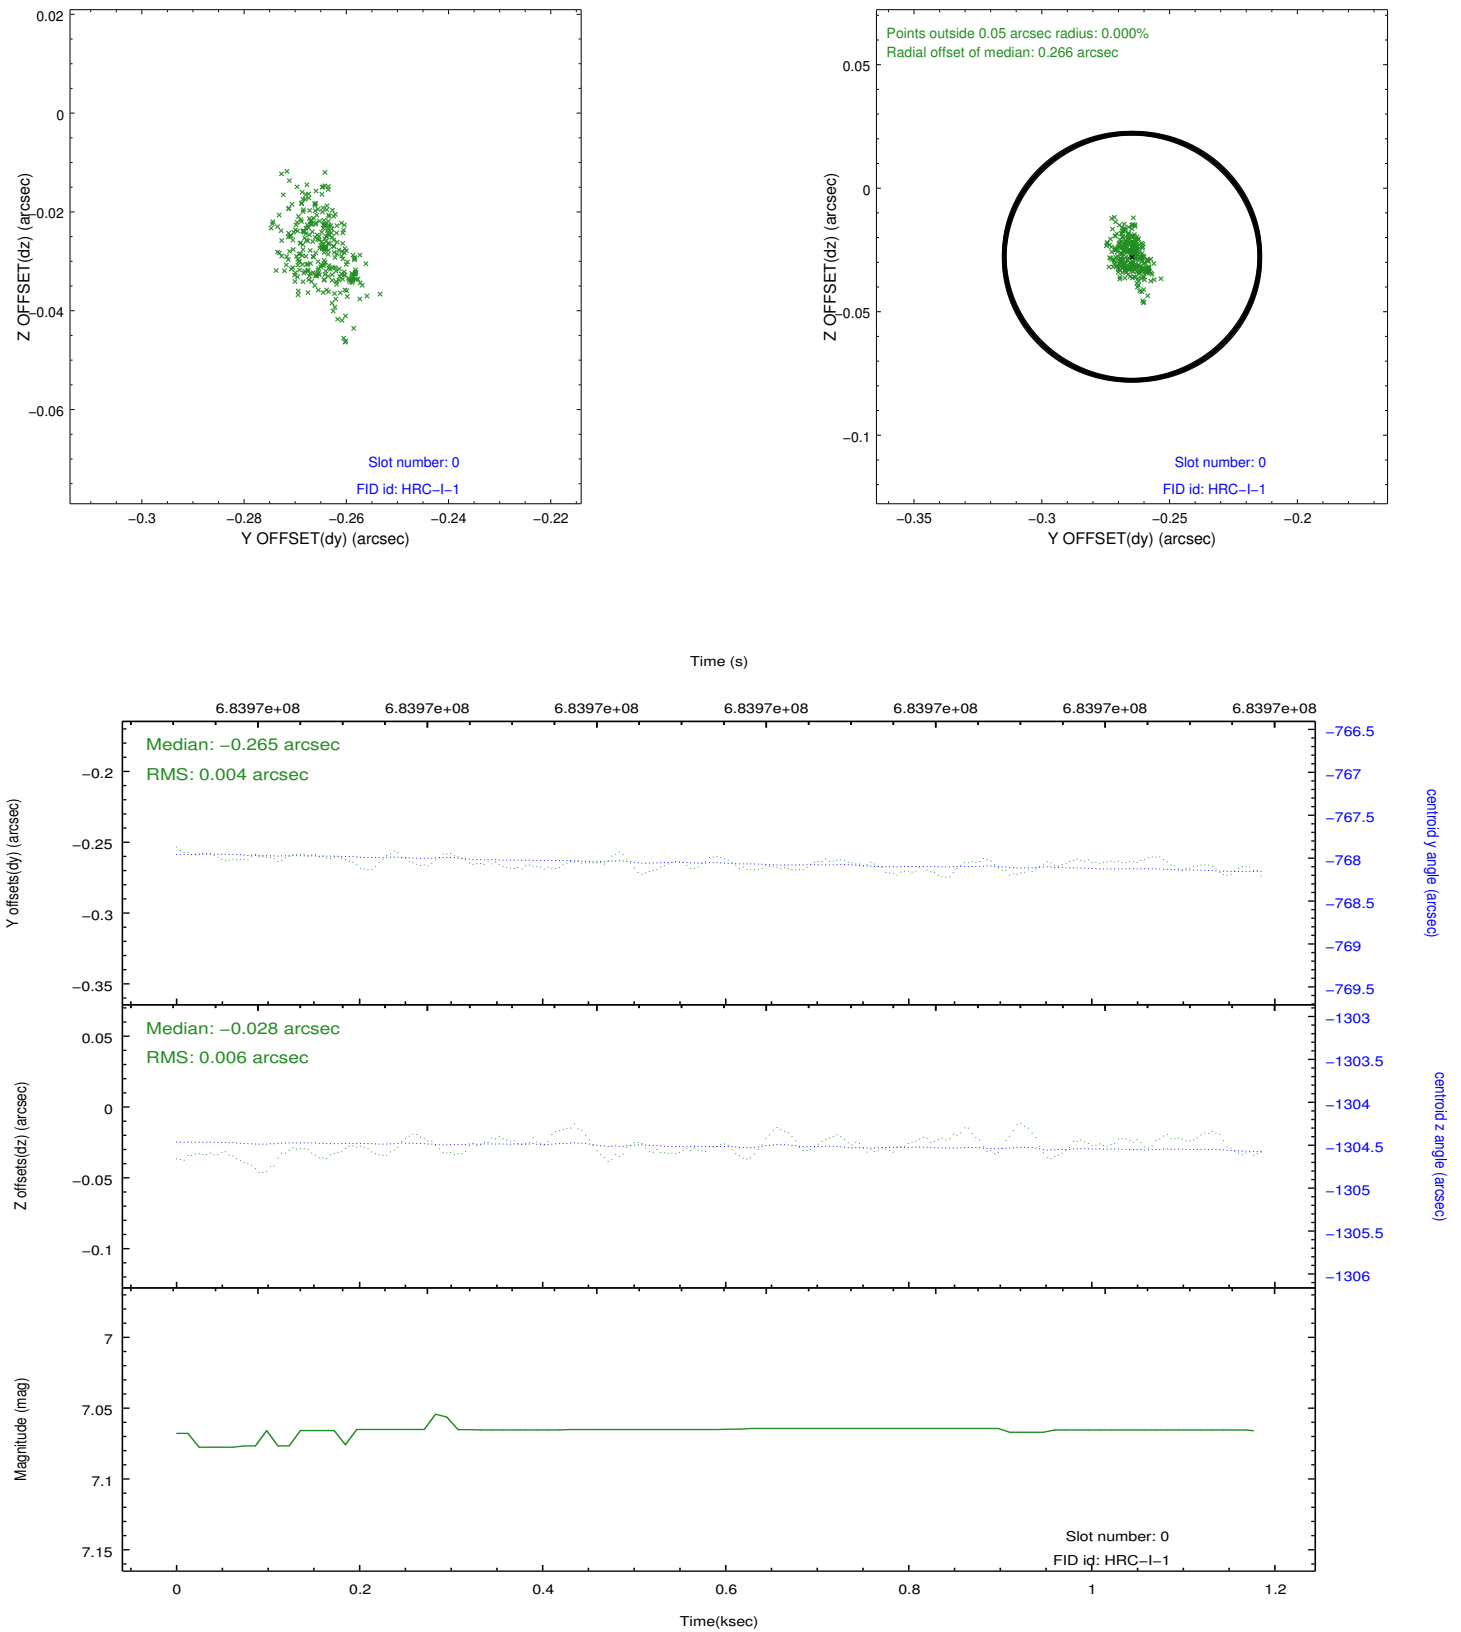 0.02
0
−0.02
−0.04
−0.06
Z OFFSET(dz) (arcsec)
−0.3
−0.28
−0.26
−0.24
−0.22
Y OFFSET(dy) (arcsec)
Slot number: 0
FID id: HRC−I−1
Points outside 0.05 arcsec radius: 0.000%
Radial offset of median: 0.266 arcsec
0.05
0
−0.05
−0.1
Z OFFSET(dz) (arcsec)
−0.35
−0.3
−0.25
−0.2
Y OFFSET(dy) (arcsec)
Slot number: 0
FID id: HRC−I−1
Time (s)
6.8397e+08
6.8397e+08
6.8397e+08
6.8397e+08
6.8397e+08
6.8397e+08
6.8397e+08
Median: −0.265 arcsec
RMS: 0.004 arcsec
−0.2
−0.25
−0.3
−0.35
Y offsets(dy) (arcsec)
−766.5
−767
−767.5
−768
−768.5
−769
−769.5
centroid y angle (arcsec)
Median: −0.028 arcsec
RMS: 0.006 arcsec
0.05
0
−0.05
−0.1
Z offsets(dz) (arcsec)
−1303
−1303.5
−1304
−1304.5
−1305
−1305.5
−1306
centroid z angle (arcsec)
7
7.05
7.1
7.15
Magnitude (mag)
Slot number: 0
FID id: HRC−I−1
0
0.2
0.4
0.6
0.8
1
1.2
Time(ksec)